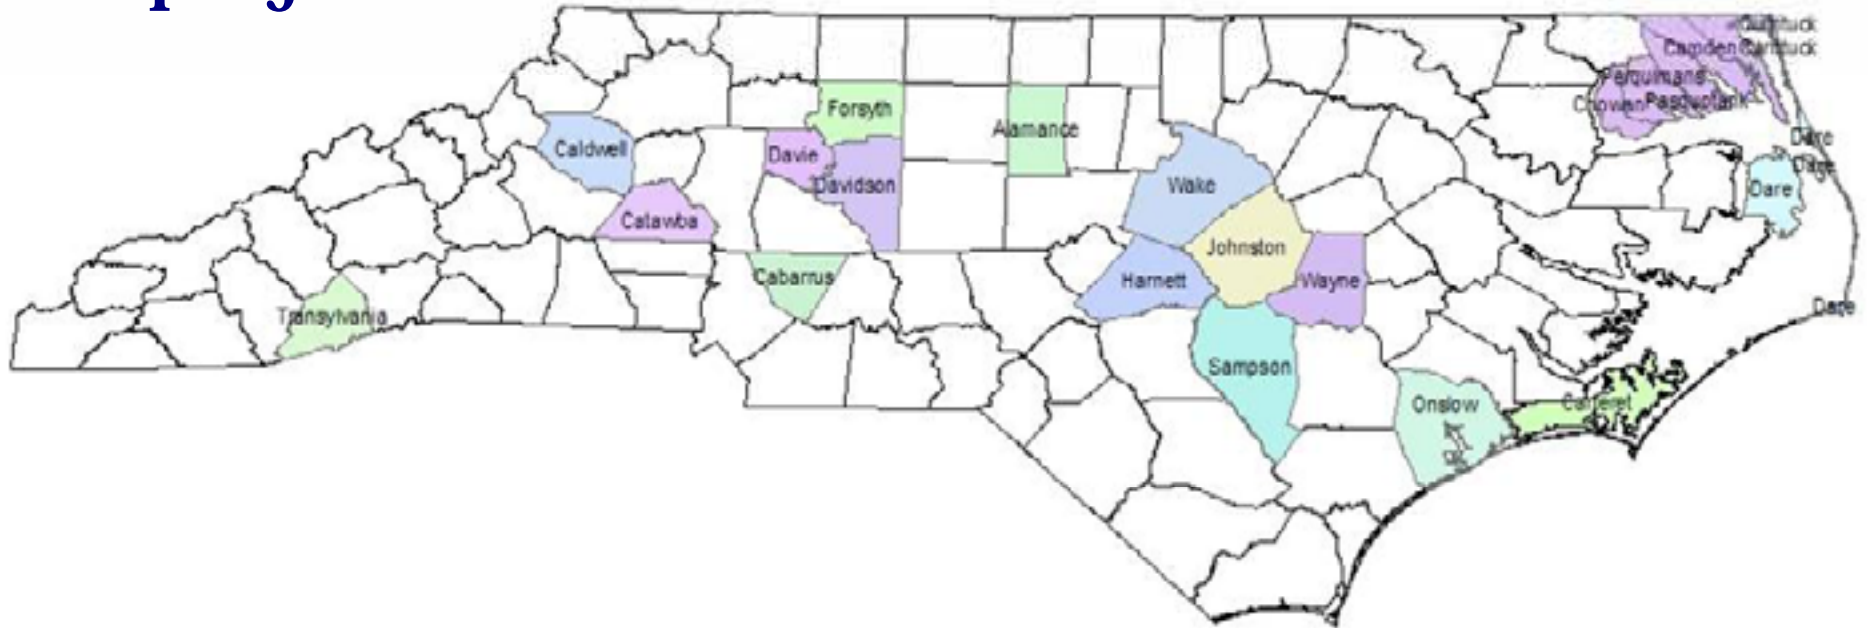 Currituck
Camden
Currituck
Perquimans
Chowan
Pasquotank
Forsyth
Alamance
Dare
Caldwell
Davie
Dare
Davidson
Wake
Dare
Catawba
Johnston
Cabarrus
Harnett
Wayne
Dare
Transylvania
Sampson
Onslow
Carteret